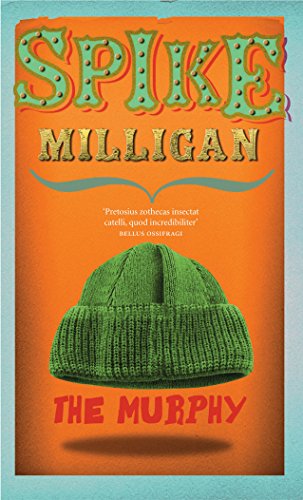 SPIKE
MILLIGAN
'Pretosius zothecas insectat
catelli, quod incredibiliter'
BELLUS OSSIFRAGI
THE MURPHY